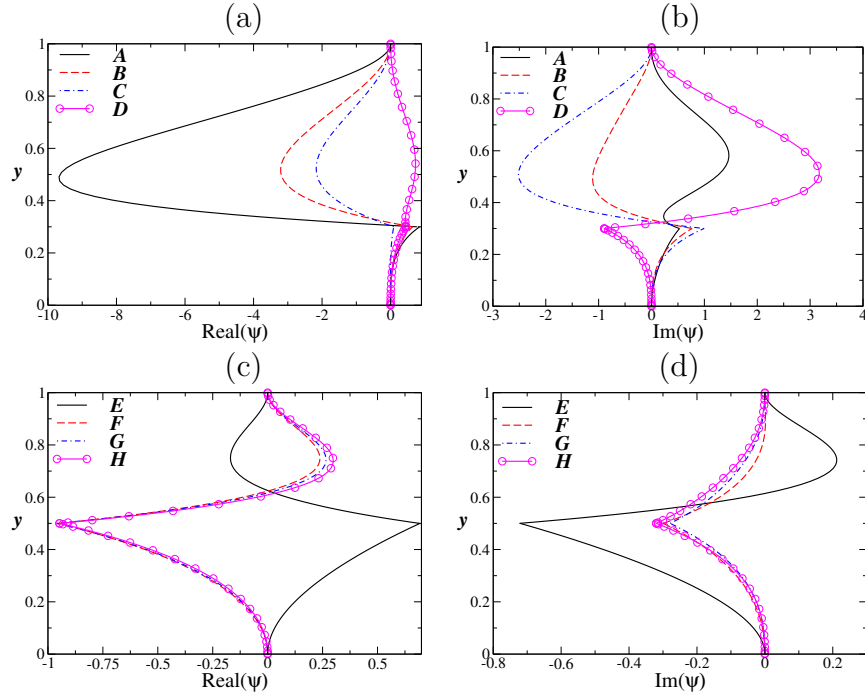 (a)
A
B
C
D
y
1
0.8
0.6
0.4
0.2
0
-10 -8 -6 -4 -2 0
Real(ψ)
(b)
A
B
C
D
y
1
0.8
0.6
0.4
0.2
0
-3 -2 -1 0 1 2 3 4
Im(ψ)
(c)
E
F
G
H
y
1
0.8
0.6
0.4
0.2
0
-1 -0.75 -0.5 -0.25 0 0.25 0.5
Real(ψ)
(d)
E
F
G
H
1
0.8
0.6
0.4
0.2
0
-0.8 -0.6 -0.4 -0.2 0 0.2
Im(ψ)